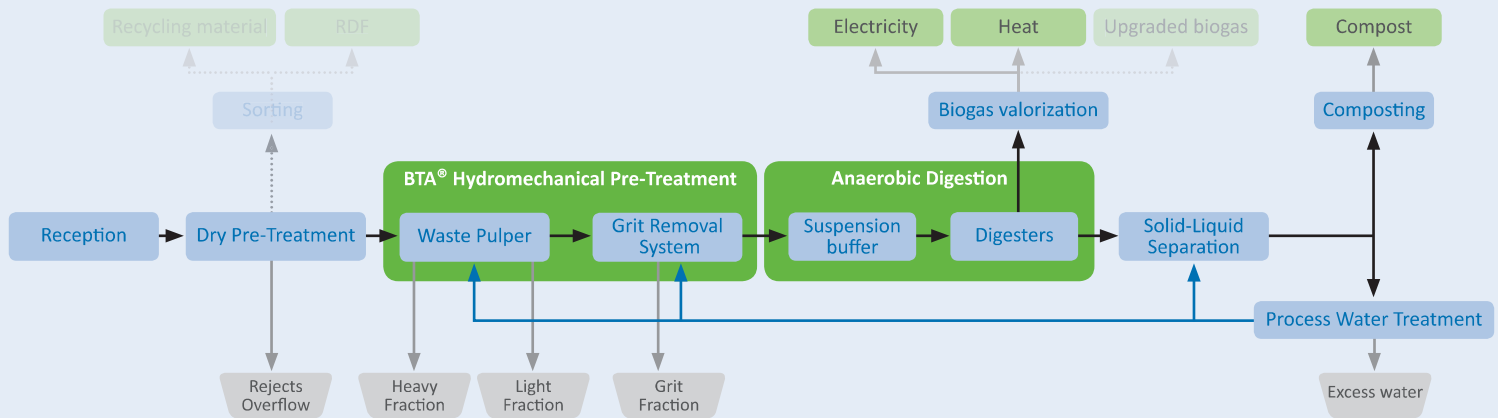 Recycling material
RDF
Electricity
Heat
Upgraded biogas
Compost
Sorting
Biogas valorization
Composting
BTA® Hydromechanical Pre-Treatment
Anaerobic Digestion
Reception
Dry Pre-Treatment
Waste Pulper
Grit Removal
System
Suspension
buffer
Digesters
Solid-Liquid
Separation
Process Water Treatment
Rejects
Overflow
Heavy
Fraction
Light
Fraction
Grit
Fraction
Excess water